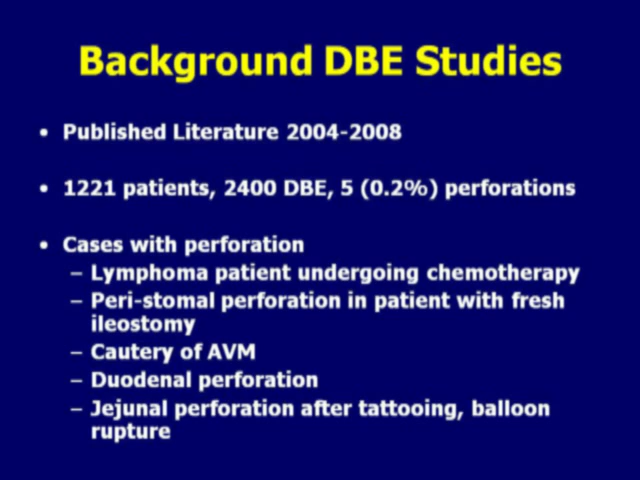 Background DBE Studies
• Published Literature 2004-2008
• 1221 patients, 2400 DBE, 5 (0.2%) perforations
• Cases with perforation
– Lymphoma patient undergoing chemotherapy
– Peri-stomal perforation in patient with fresh
ileostomy
– Cautery of AVM
– Duodenal perforation
– Jejunal perforation after tattooing, balloon
rupture